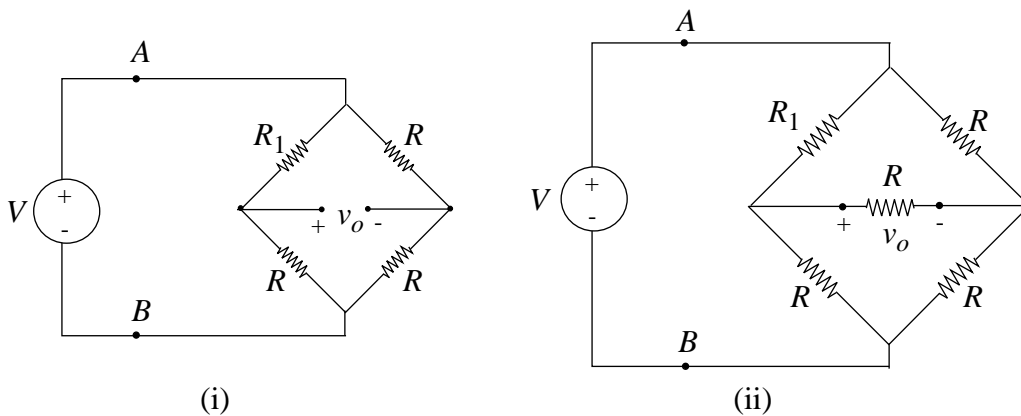 A
R1
R
V
+
-
+
vo
-
R
R
B
(i)
A
R1
R
R
V
+
-
+
vo
-
R
R
B
(ii)